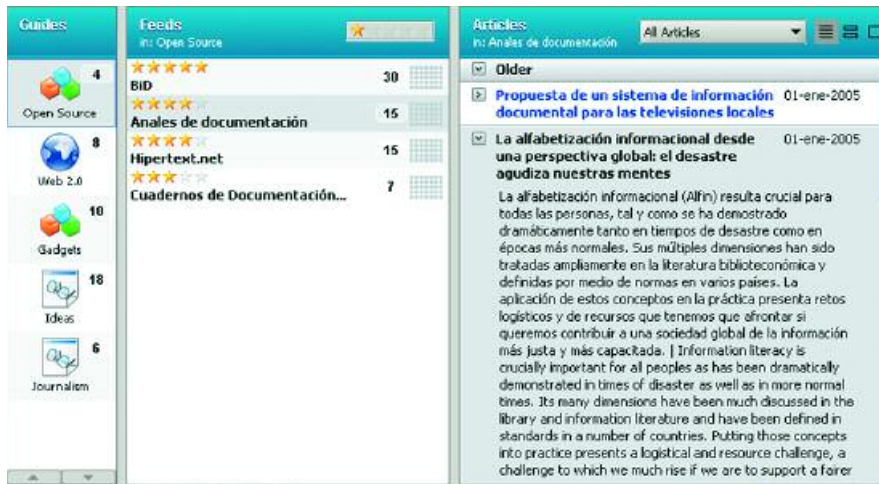 Guides
4
Open Source
8
Web 2.0
10
Gadgets
18
Ideas
6
Journalism
Feeds
in: Open Source
BiD
30
Anales de documentación
15
Hipertext.net
15
Cuadernos de Documentación...
7
Articles
in: Anales de documentación
All Articles
Older
Propuesta de un sistema de información 01-ene-2005
documental para las televisiones locales
La alfabetización informacional desde 01-ene-2005
una perspectiva global: el desastre
agudiza nuestras mentes
La alfabetización informacional (Alfin) resulta crucial para
todas las personas, tal y como se ha demostrado
dramáticamente tanto en tiempos de desastre como en
épocas más normales. Sus múltiples dimensiones han sido
tratadas ampliamente en la literatura biblioteconómica y
definidas por medio de normas en varios países. La
aplicación de estos conceptos en la práctica presenta retos
logísticos y de recursos que tenemos que afrontar si
queremos contribuir a una sociedad global de la información
más justa y más capacitada. | Information literacy is
crucially important for all peoples as has been dramatically
demonstrated in times of disaster as well as in more normal
times. Its many dimensions have been much discussed in the
library and information literature and have been defined in
standards in a number of countries. Putting those concepts
into practice presents a logistical and resource challenge, a
challenge to which we much rise if we are to support a fairer